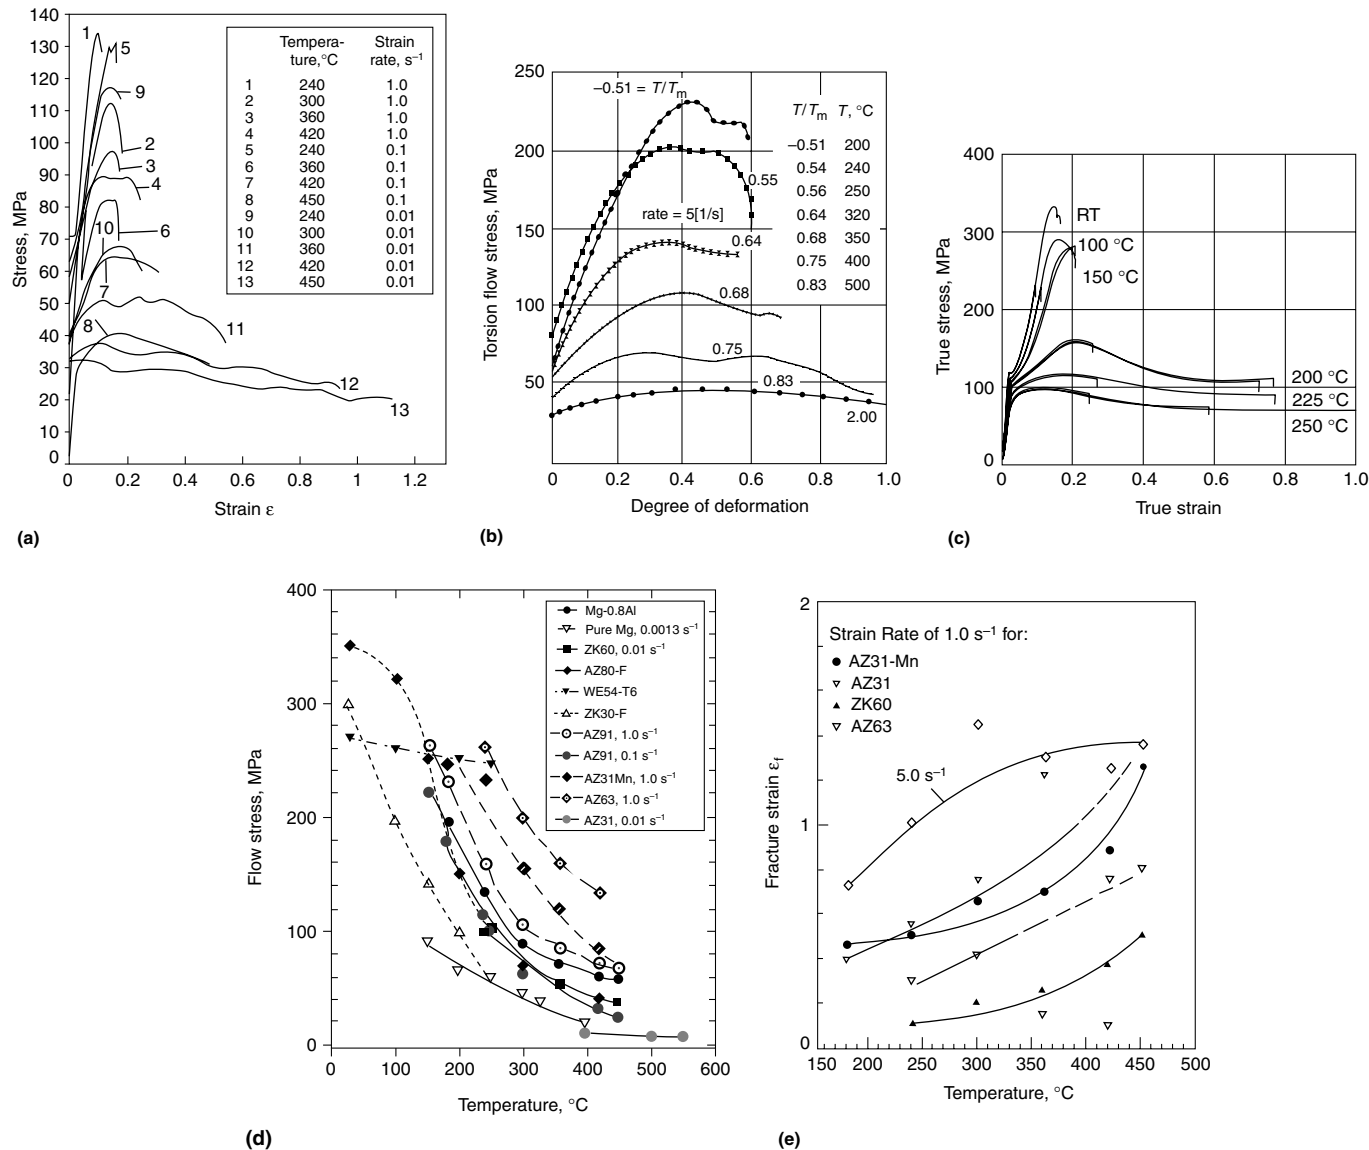 140
130
120
110
100
90
80
70
60
50
40
30
20
10
0
Stress, MPa
0 0.2 0.4 0.6 0.8 1 1.2
Strain ε
1
5
9
2
3
4
10
6
7
8
11
12
13
Tempera-ture,°C Strain rate, s⁻¹
1 240 1.0
2 300 1.0
3 360 1.0
4 420 1.0
5 240 0.1
6 360 0.1
7 420 0.1
8 450 0.1
9 240 0.01
10 300 0.01
11 360 0.01
12 420 0.01
13 450 0.01
(a)
250
200
150
100
50
0 0.2 0.4 0.6 0.8 1.0
Torsion flow stress, MPa
Degree of deformation
−0.51 = T/Tm
rate = 5[1/s]
0.55
0.64
0.68
0.75
0.83
2.00
T/Tm T, °C
−0.51 200
0.54 240
0.56 250
0.64 320
0.68 350
0.75 400
0.83 500
(b)
400
300
200
100
0
True stress, MPa
0 0.2 0.4 0.6 0.8 1.0
True strain
RT
100 °C
150 °C
200 °C
225 °C
250 °C
(c)
400
300
200
100
0
Flow stress, MPa
0 100 200 300 400 500 600
Temperature, °C
Mg-0.8Al
Pure Mg, 0.0013 s⁻¹
ZK60, 0.01 s⁻¹
AZ80-F
WE54-T6
ZK30-F
AZ91, 1.0 s⁻¹
AZ91, 0.1 s⁻¹
AZ31Mn, 1.0 s⁻¹
AZ63, 1.0 s⁻¹
AZ31, 0.01 s⁻¹
(d)
2
1
0
Fracture strain εf
150 200 250 300 350 400 450 500
Temperature, °C
Strain Rate of 1.0 s⁻¹ for:
AZ31-Mn
AZ31
ZK60
AZ63
5.0 s⁻¹
(e)